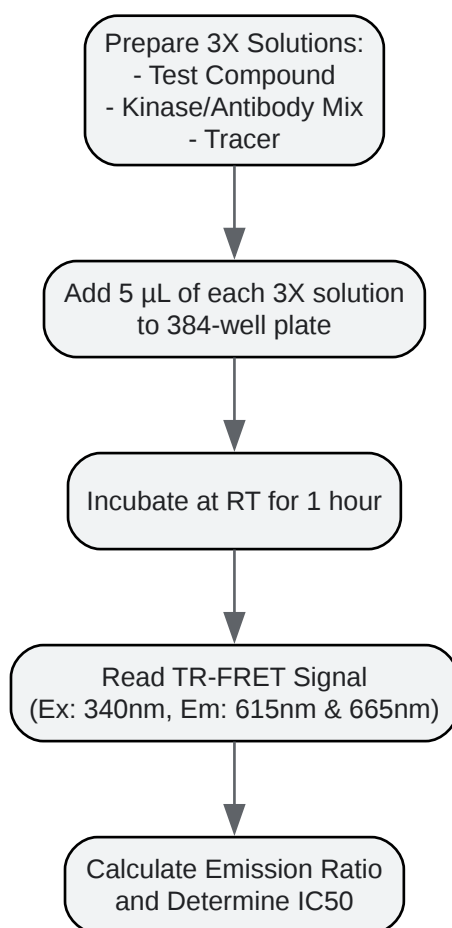 Prepare 3X Solutions:
- Test Compound
- Kinase/Antibody Mix
- Tracer
Add 5 µL of each 3X solution
to 384-well plate
Incubate at RT for 1 hour
Read TR-FRET Signal
(Ex: 340nm, Em: 615nm & 665nm)
Calculate Emission Ratio
and Determine IC50